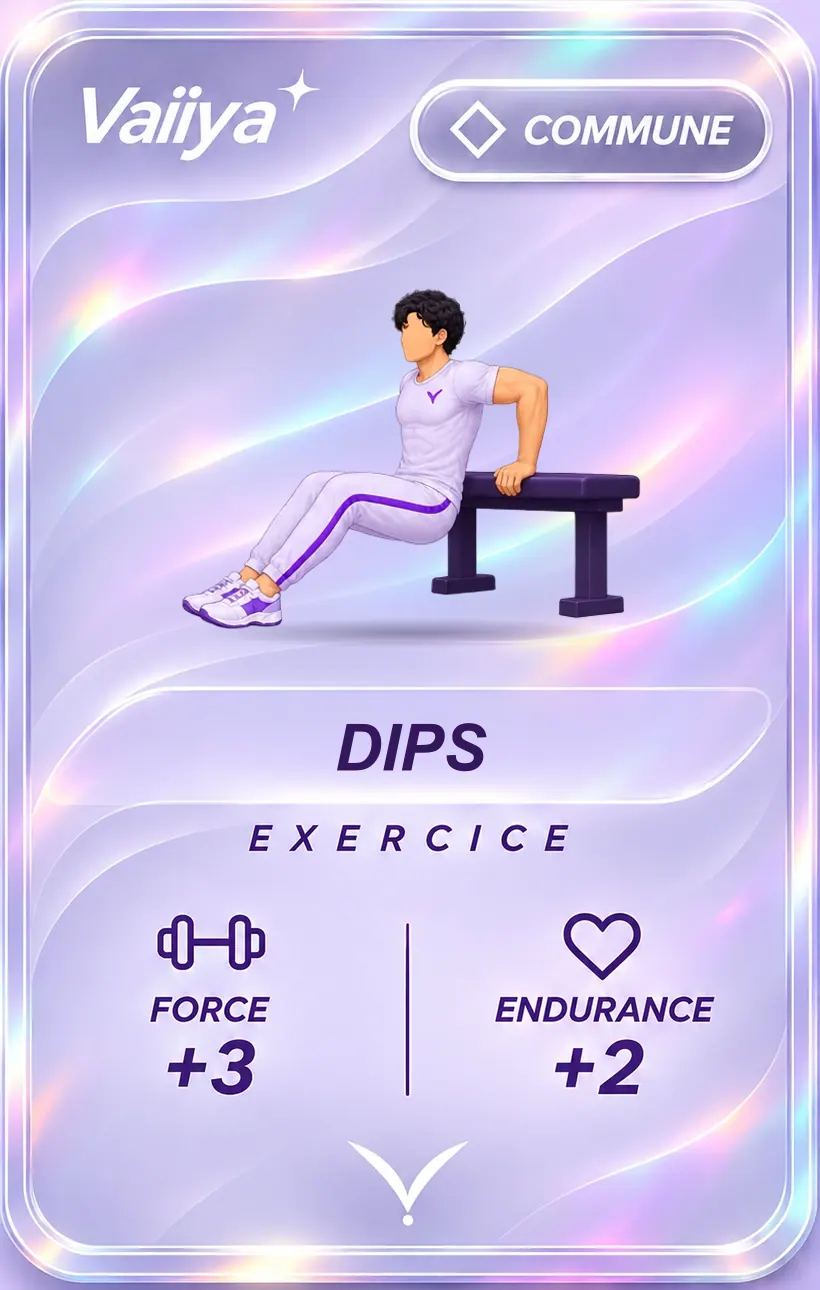 Vaiiya
COMMUNE
DIPS
EXERCICE
FORCE
+3
ENDURANCE
+2